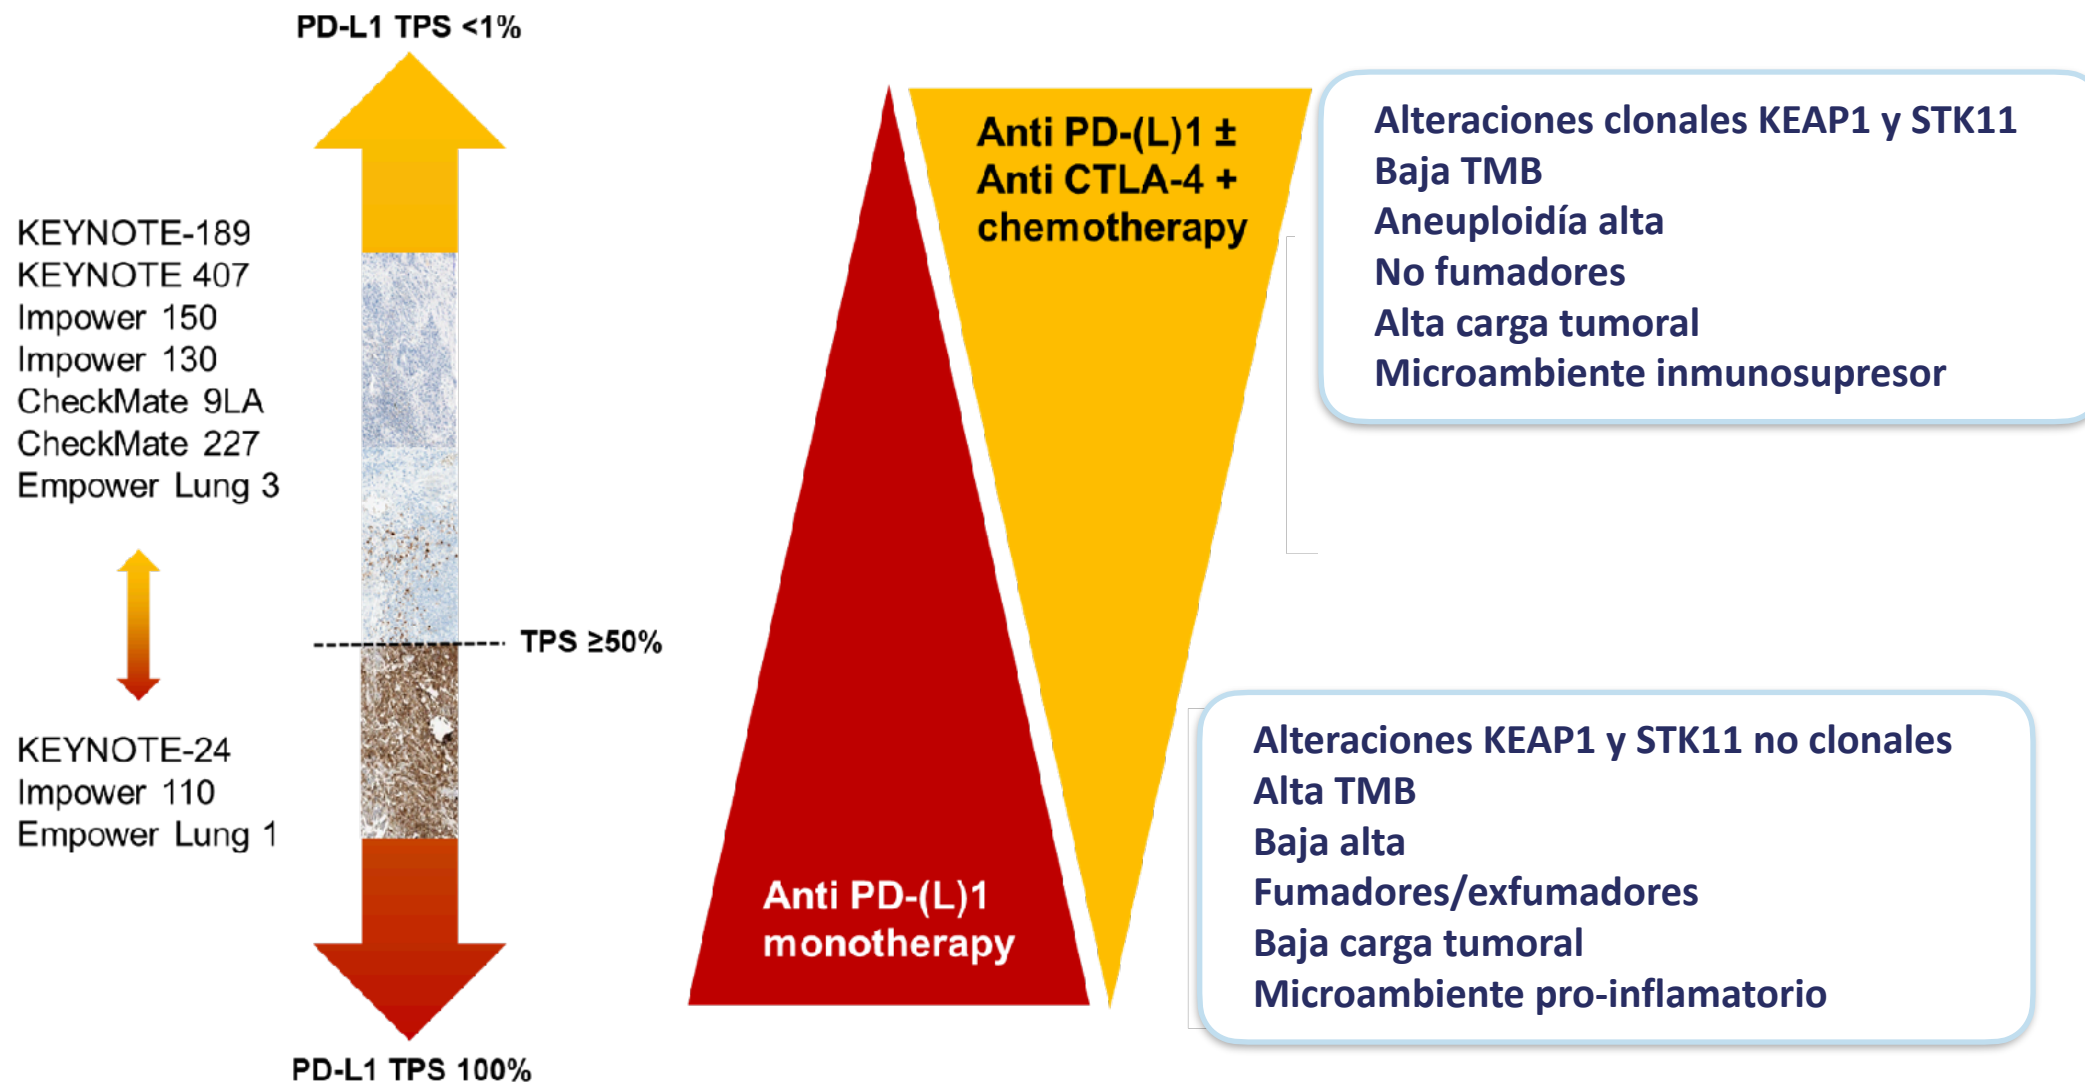 PD-L1 TPS <1%
KEYNOTE-189
KEYNOTE 407
Impower 150
Impower 130
CheckMate 9LA
CheckMate 227
Empower Lung 3
TPS ≥50%
KEYNOTE-24
Impower 110
Empower Lung 1
PD-L1 TPS 100%
Anti PD-(L)1 ±
Anti CTLA-4 +
chemotherapy
Anti PD-(L)1
monotherapy
Alteraciones clonales KEAP1 y STK11
Baja TMB
Aneuploidía alta
No fumadores
Alta carga tumoral
Microambiente inmunosupresor
Alteraciones KEAP1 y STK11 no clonales
Alta TMB
Baja alta
Fumadores/exfumadores
Baja carga tumoral
Microambiente pro-inflamatorio